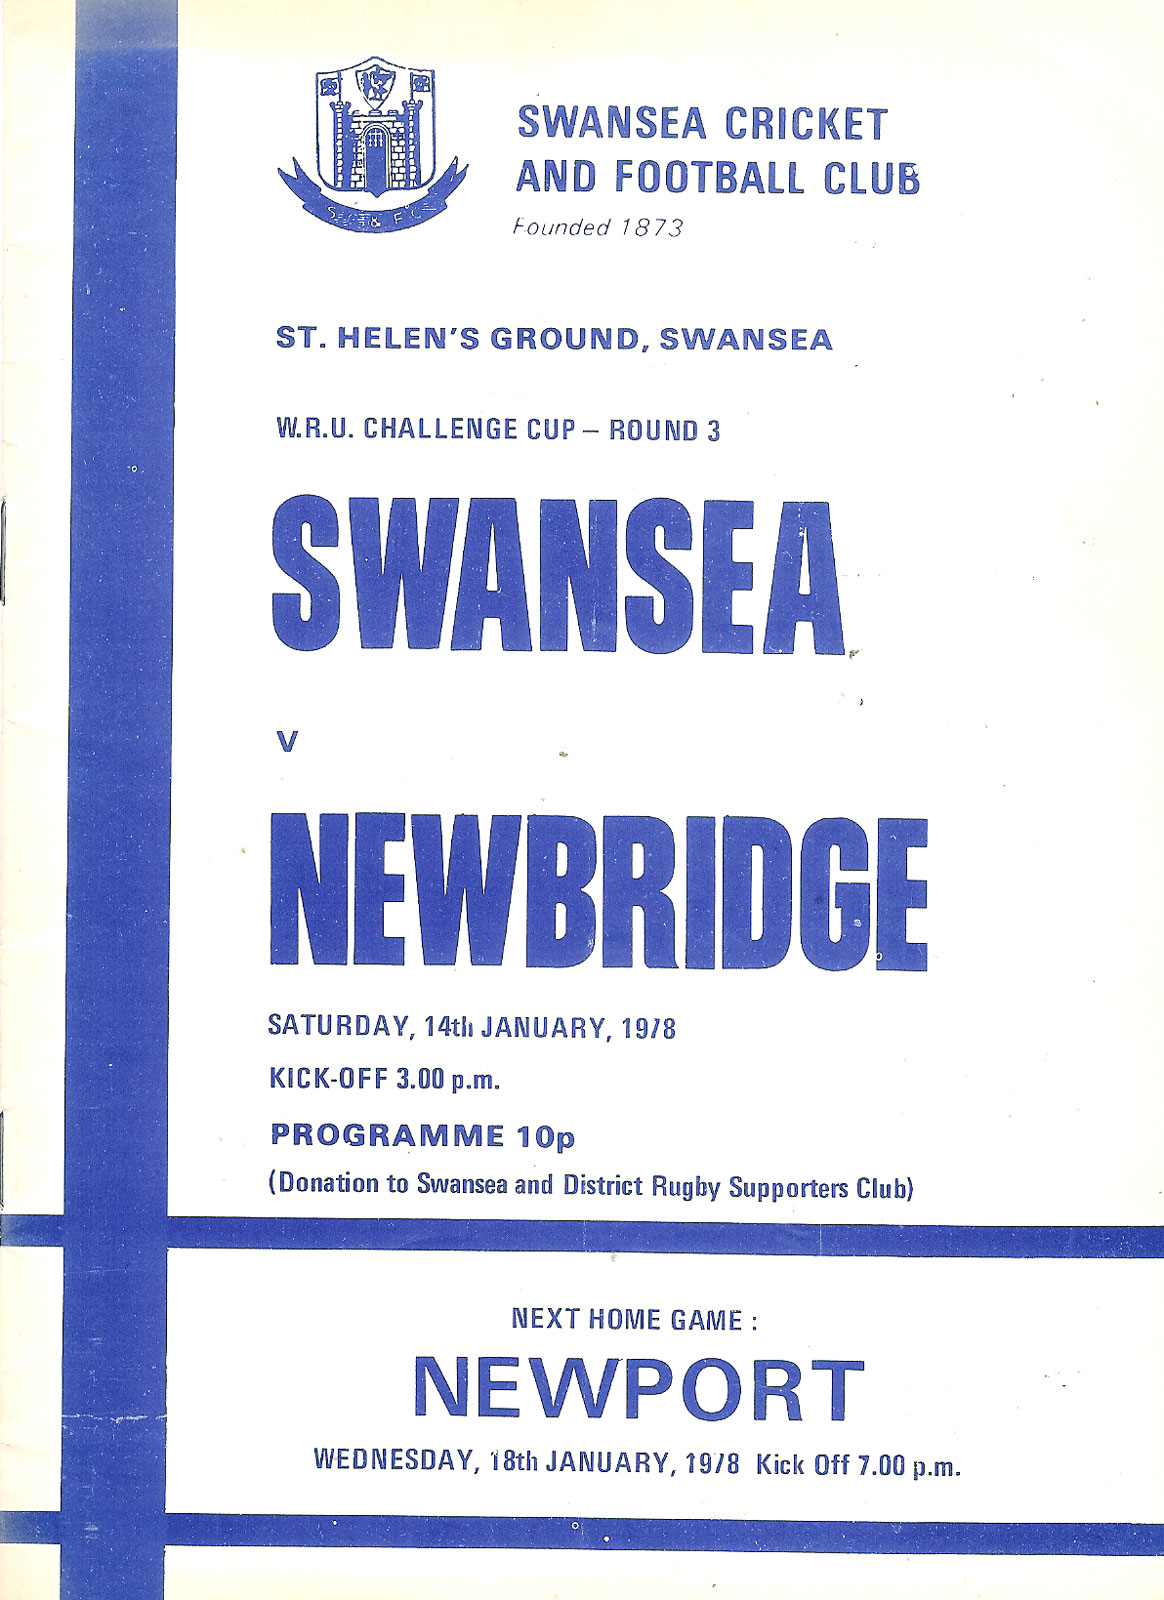 SWANSEA CRICKET
AND FOOTBALL CLUB
Founded 1873
ST. HELEN'S GROUND, SWANSEA
W.R.U. CHALLENGE CUP – ROUND 3
SWANSEA
V
NEWBRIDGE
SATURDAY, 14th JANUARY, 1978
KICK-OFF 3.00 p.m.
PROGRAMME 10p
(Donation to Swansea and District Rugby Supporters Club)
NEXT HOME GAME :
NEWPORT
WEDNESDAY, 18th JANUARY, 1978 Kick Off 7.00 p.m.